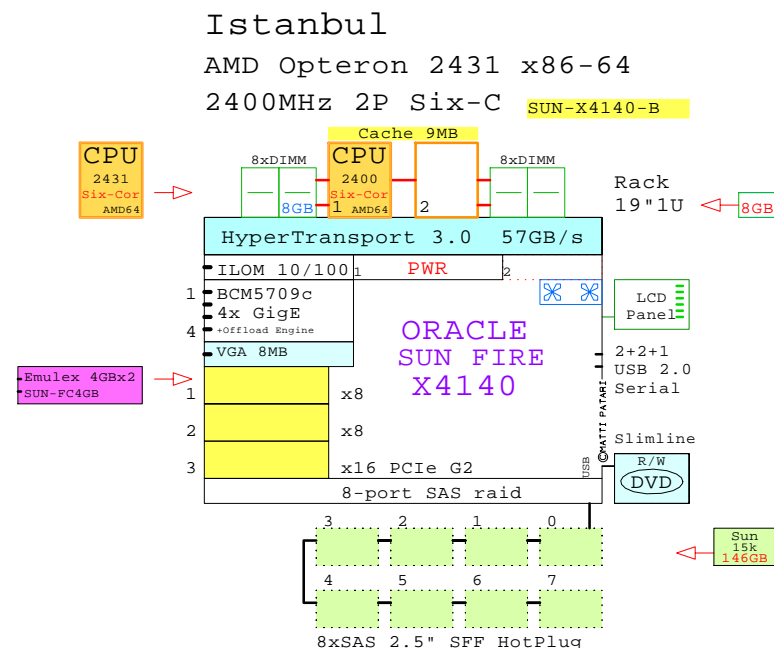 Istanbul
AMD Opteron 2431 x86-64
2400MHz 2P Six-C
SUN-X4140-B
Cache 9MB
CPU
2431
Six-Cor
AMD64
8xDIMM
8GB
CPU
2400
Six-Cor
1 AMD64
2
8xDIMM
Rack
19"1U
8GB
HyperTransport 3.0 57GB/s
ILOM 10/100
1
PWR
2
1
BCM5709c
4x GigE
4
+Offload Engine
LCD
Panel
VGA 8MB
ORACLE
SUN FIRE
X4140
2+2+1
USB 2.0
Serial
Emulex 4GBx2
SUN-FC4GB
1
x8
2
x8
3
x16 PCIe G2
©MATTI PATARI
USB
Slimline
R/W
DVD
8-port SAS raid
3 2 1 0
Sun
15k
146GB
4 5 6 7
8xSAS 2.5" SFF HotPlug